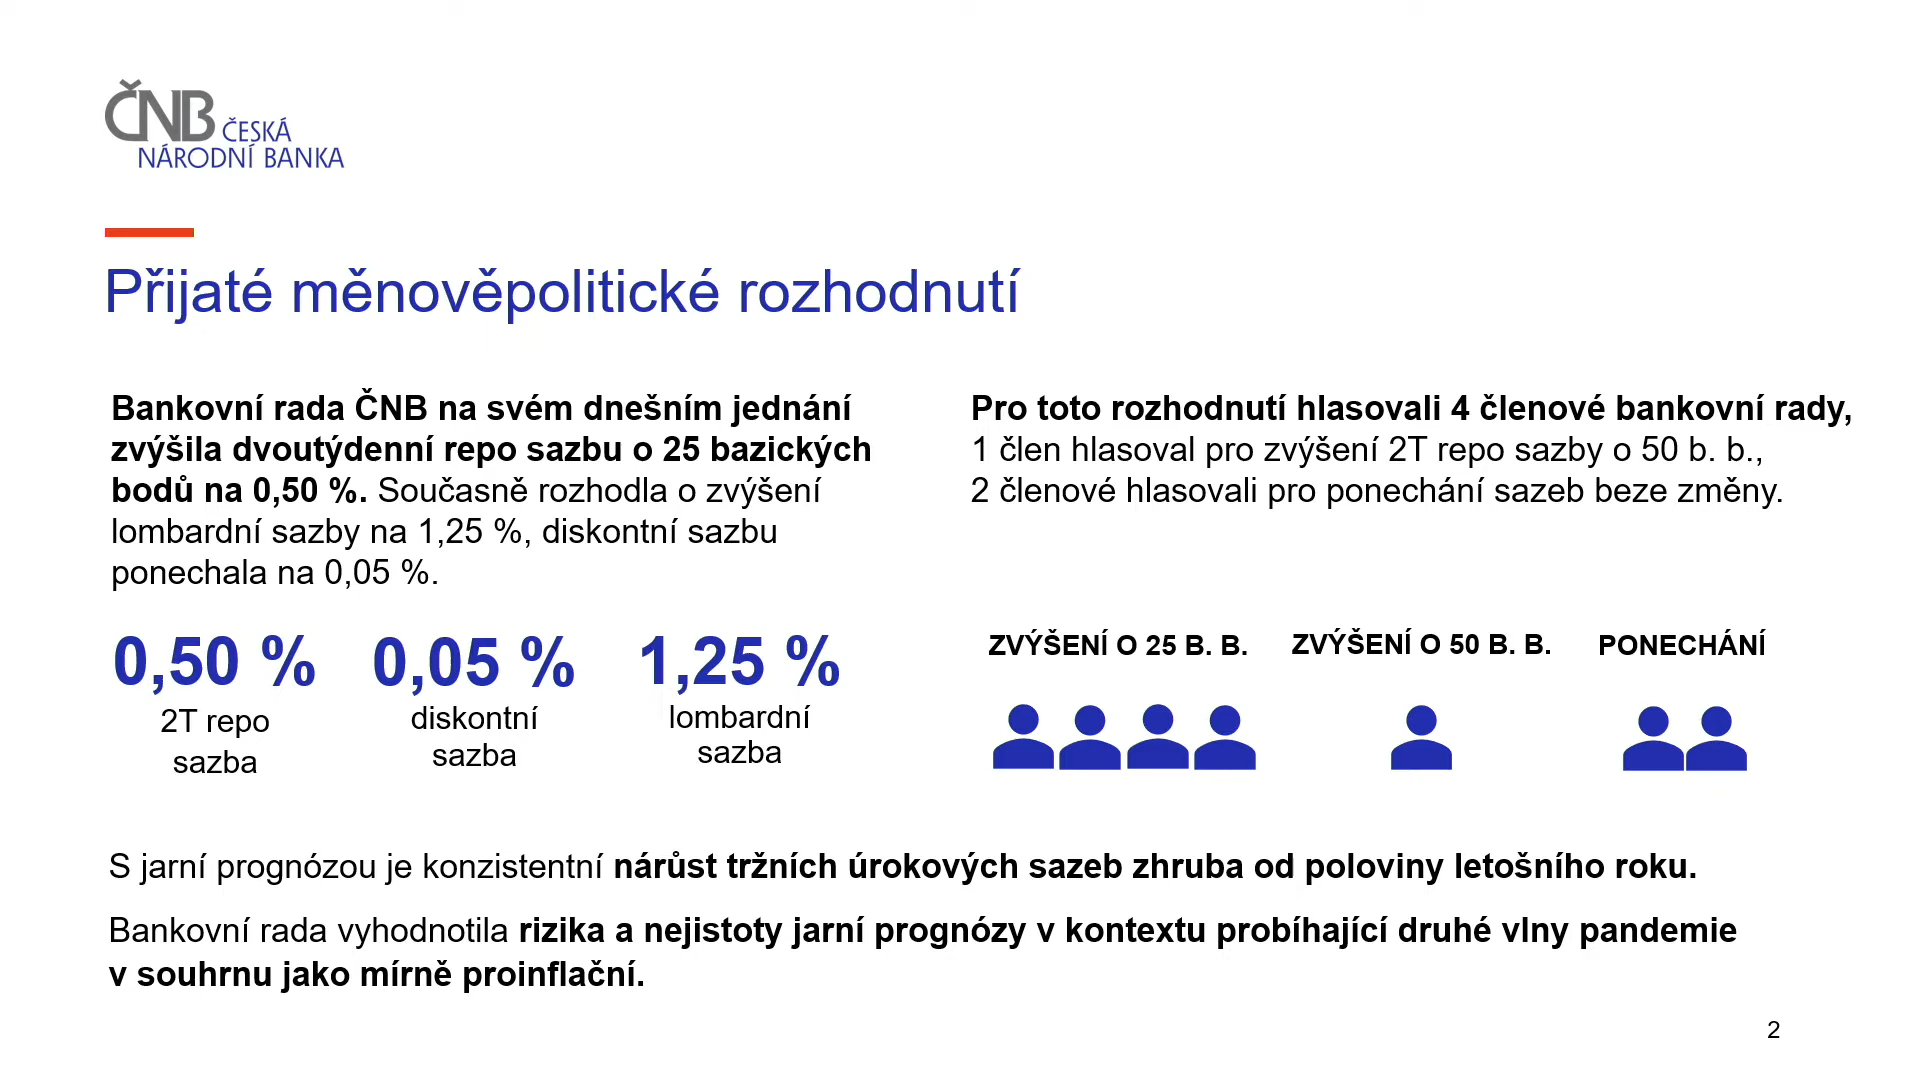 ČNB ČESKÁ
NÁRODNÍ BANKA
Přijaté měnověpolitické rozhodnutí
Bankovní rada ČNB na svém dnešním jednání
zvýšila dvoutýdenní repo sazbu o 25 bazických
bodů na 0,50 %. Současně rozhodla o zvýšení
lombardní sazby na 1,25 %, diskontní sazbu
ponechala na 0,05 %.
Pro toto rozhodnutí hlasovali 4 členové bankovní rady,
1 člen hlasoval pro zvýšení 2T repo sazby o 50 b. b.,
2 členové hlasovali pro ponechání sazeb beze změny.
0,50 %
2T repo
sazba
0,05 %
diskontní
sazba
1,25 %
lombardní
sazba
ZVÝŠENÍ O 25 B. B.
ZVÝŠENÍ O 50 B. B.
PONECHÁNÍ
S jarní prognózou je konzistentní nárůst tržních úrokových sazeb zhruba od poloviny letošního roku.
Bankovní rada vyhodnotila rizika a nejistoty jarní prognózy v kontextu probíhající druhé vlny pandemie
v souhrnu jako mírně proinflační.
2